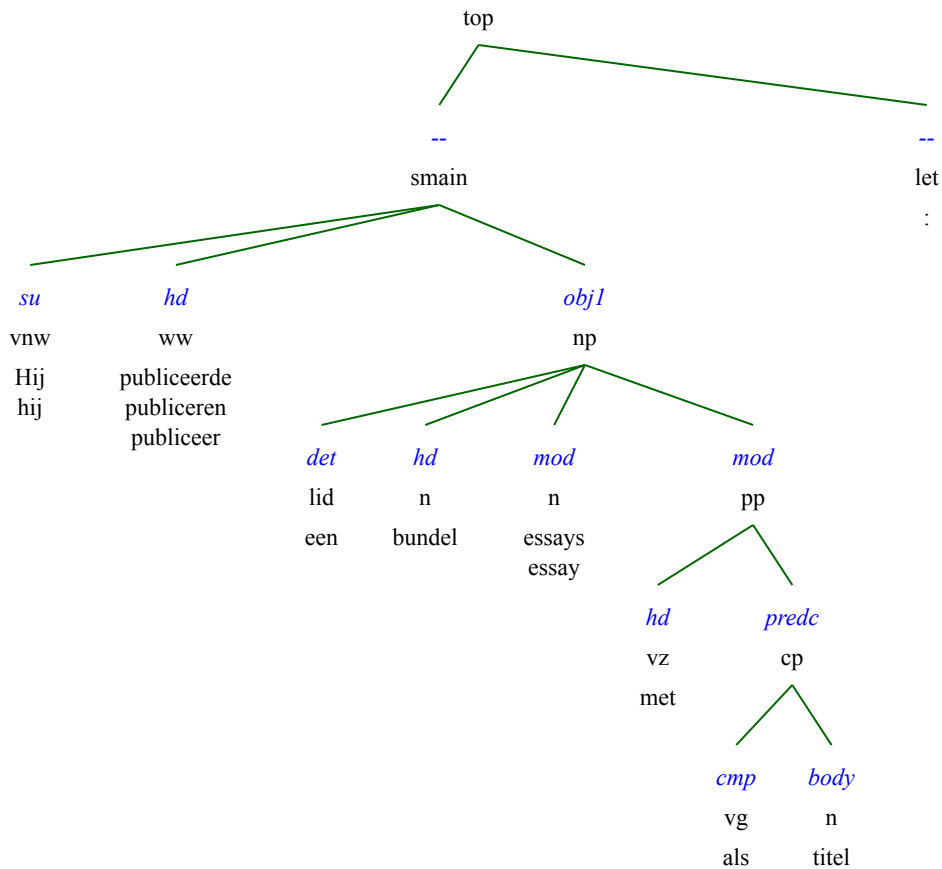 top
-- --
smain let
:
su hd obj1
vnw ww np
Hij publiceerde
hij publiceren
publiceer
det hd mod mod
lid n n pp
een bundel essays
essay
hd predc
vz cp
met
cmp body
vg n
als titel